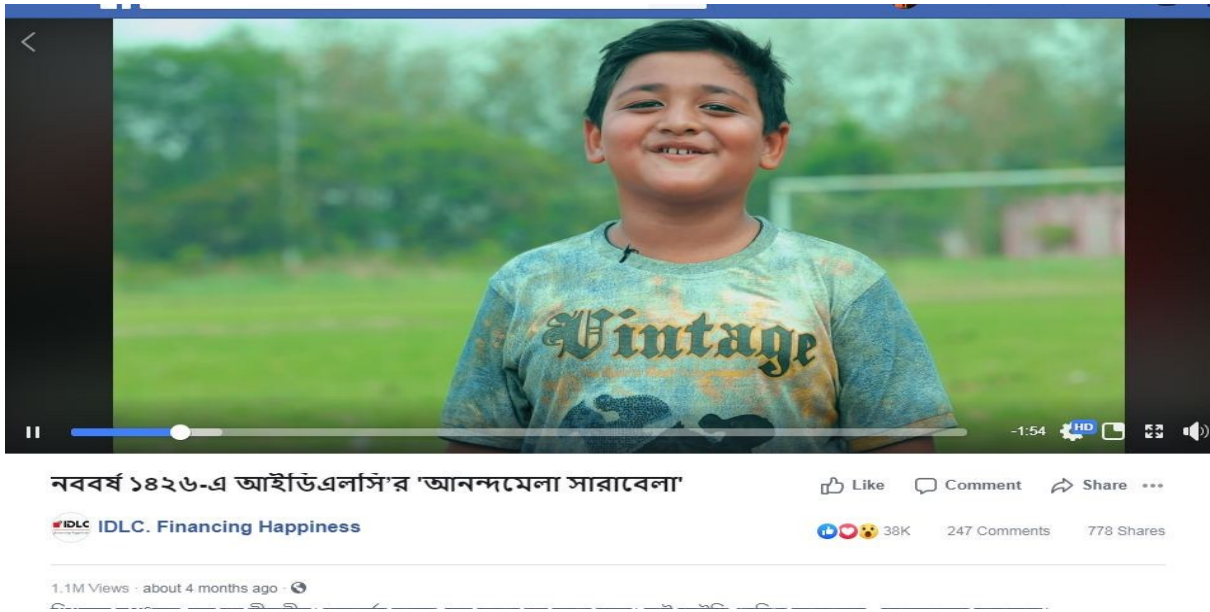 Vintage
-1:54 HD
নববর্ষ ১৪২৬-এ আইডিএলসি'র 'আনন্দমেলা সারাবেলা'
Like Comment Share
IDLC IDLC. Financing Happiness
38K 247 Comments 778 Shares
1.1M Views · about 4 months ago